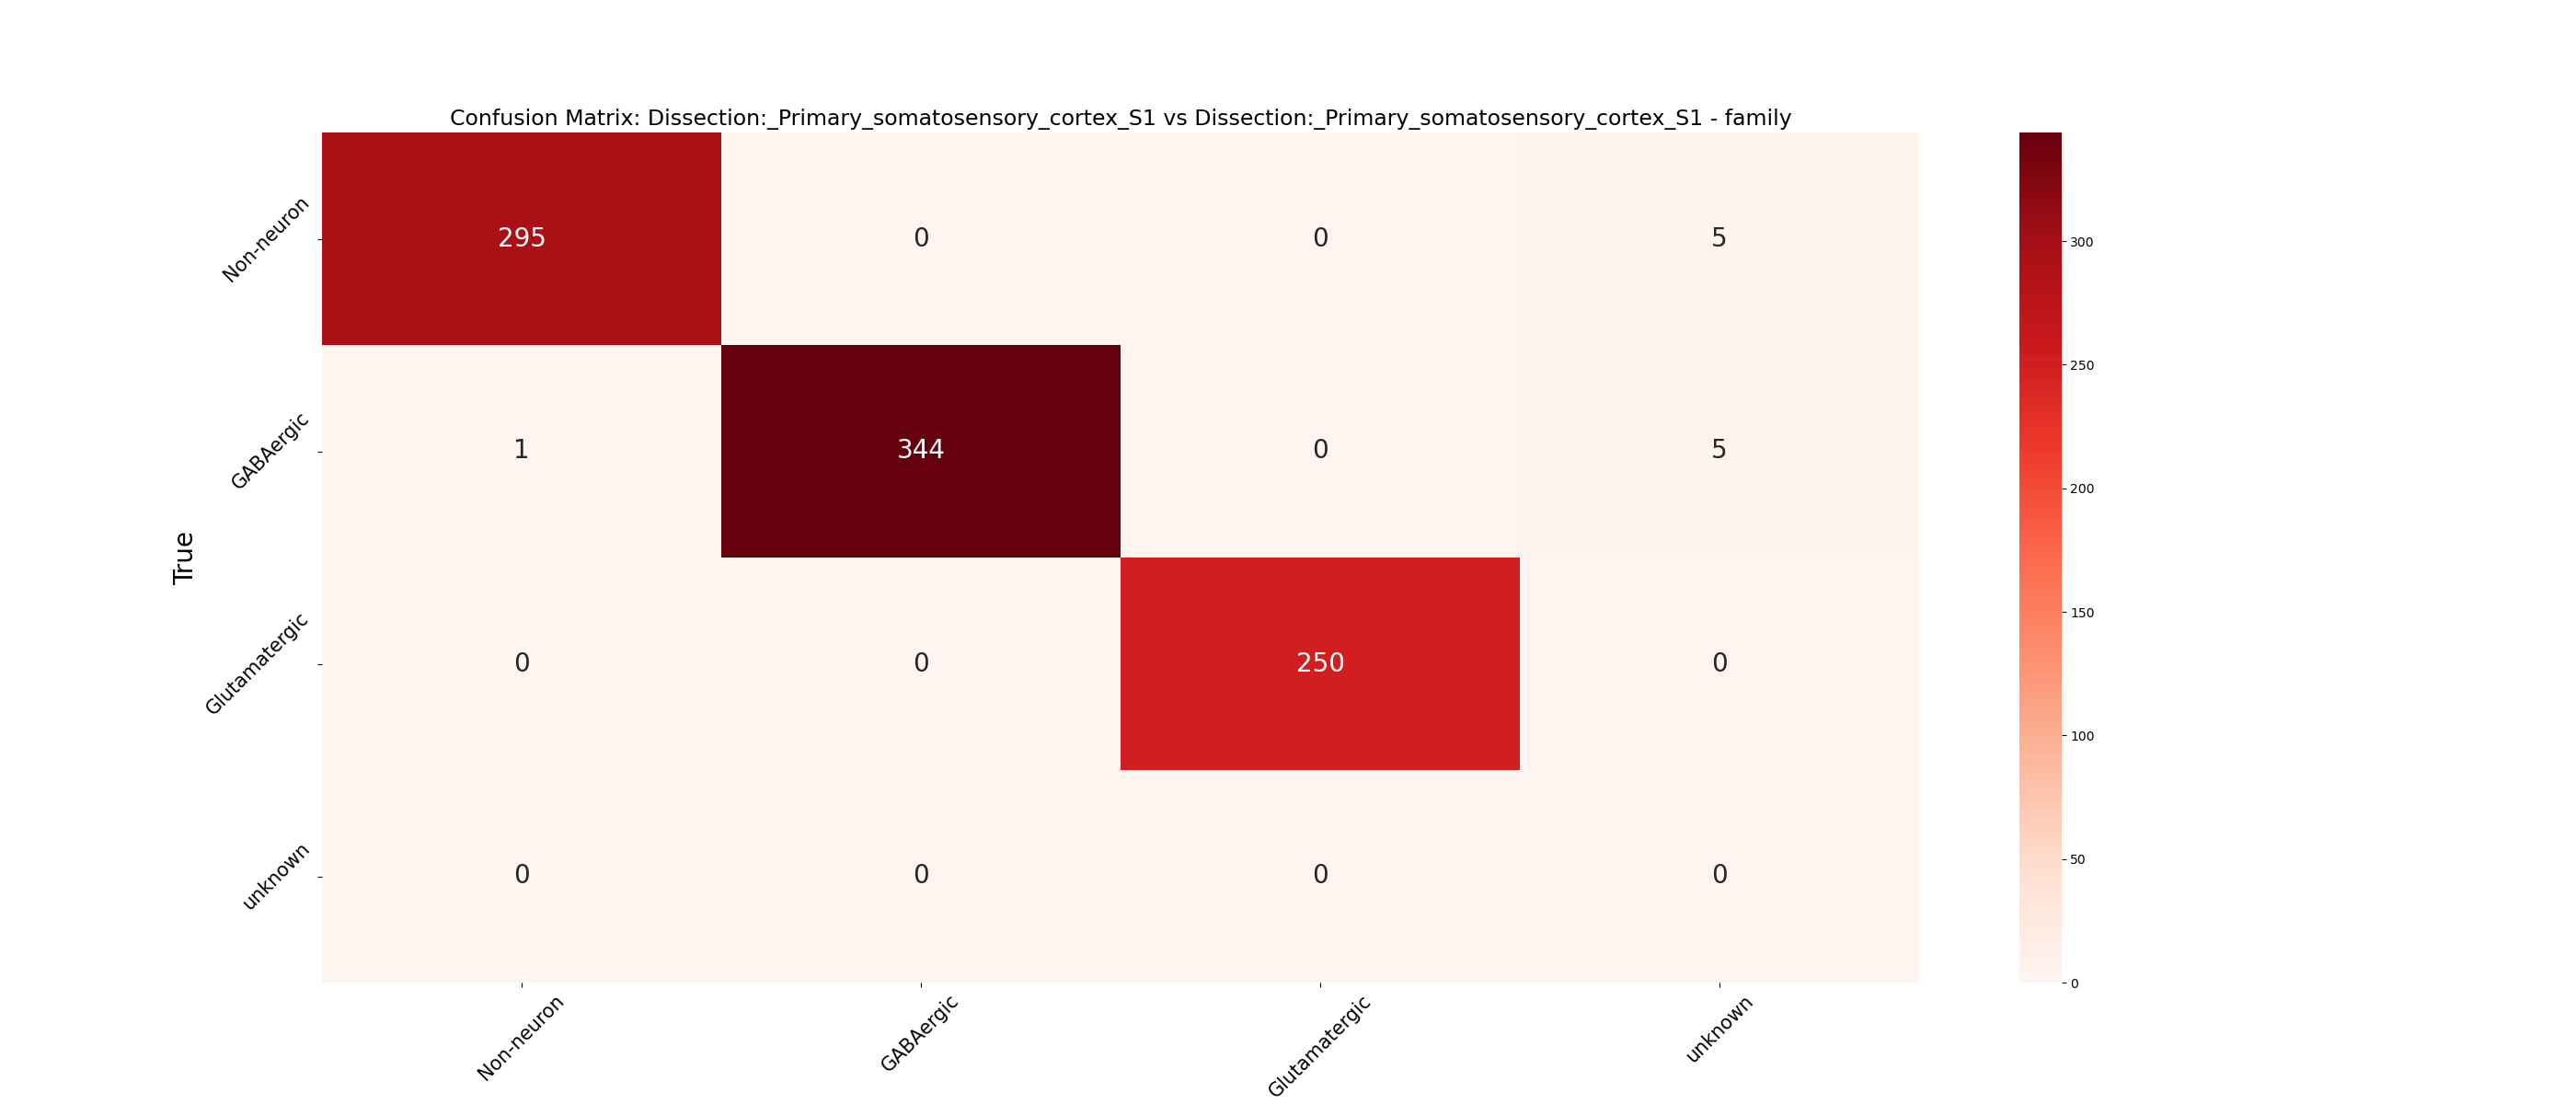 Confusion Matrix: Dissection:_Primary_somatosensory_cortex_S1 vs Dissection:_Primary_somatosensory_cortex_S1 - family
True
Non-neuron
295 0 0 5
GABAergic
1 344 0 5
Glutamatergic
0 0 250 0
unknown
0 0 0 0
Non-neuron GABAergic Glutamatergic unknown
300
250
200
150
100
50
0